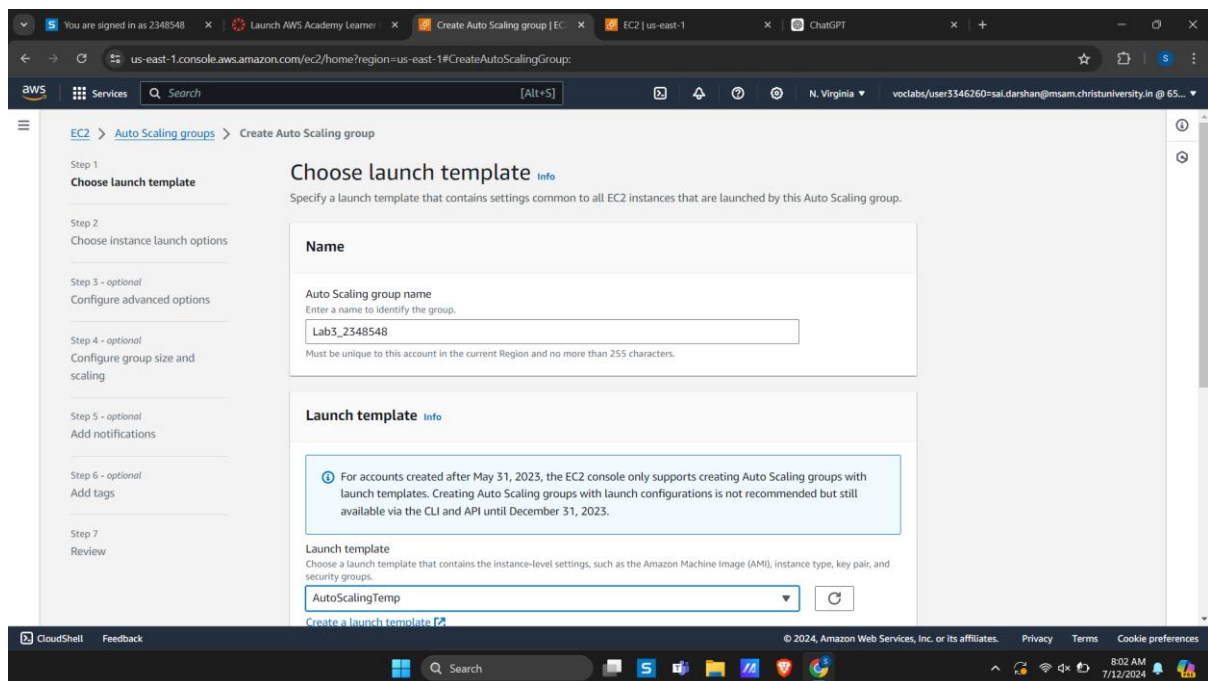 You are signed in as 2348548
Launch AWS Academy Learner
Create Auto Scaling group | EC
EC2 | us-east-1
ChatGPT
us-east-1.console.aws.amazon.com/ec2/home?region=us-east-1#CreateAutoScalingGroup:
aws
Services
Search
[Alt+S]
N. Virginia
voclabs/user3346260=sai.darshan@msam.christuniversity.in @ 65...
EC2 > Auto Scaling groups > Create Auto Scaling group
Step 1
Choose launch template
Step 2
Choose instance launch options
Step 3 - optional
Configure advanced options
Step 4 - optional
Configure group size and
scaling
Step 5 - optional
Add notifications
Step 6 - optional
Add tags
Step 7
Review
Choose launch template Info
Specify a launch template that contains settings common to all EC2 instances that are launched by this Auto Scaling group.
Name
Auto Scaling group name
Enter a name to identify the group.
Lab3_2348548
Must be unique to this account in the current Region and no more than 255 characters.
Launch template Info
For accounts created after May 31, 2023, the EC2 console only supports creating Auto Scaling groups with
launch templates. Creating Auto Scaling groups with launch configurations is not recommended but still
available via the CLI and API until December 31, 2023.
Launch template
Choose a launch template that contains the instance-level settings, such as the Amazon Machine Image (AMI), instance type, key pair, and
security groups.
AutoScalingTemp
Create a launch template
CloudShell Feedback
© 2024, Amazon Web Services, Inc. or its affiliates. Privacy Terms Cookie preferences
Search
8:02 AM
7/12/2024